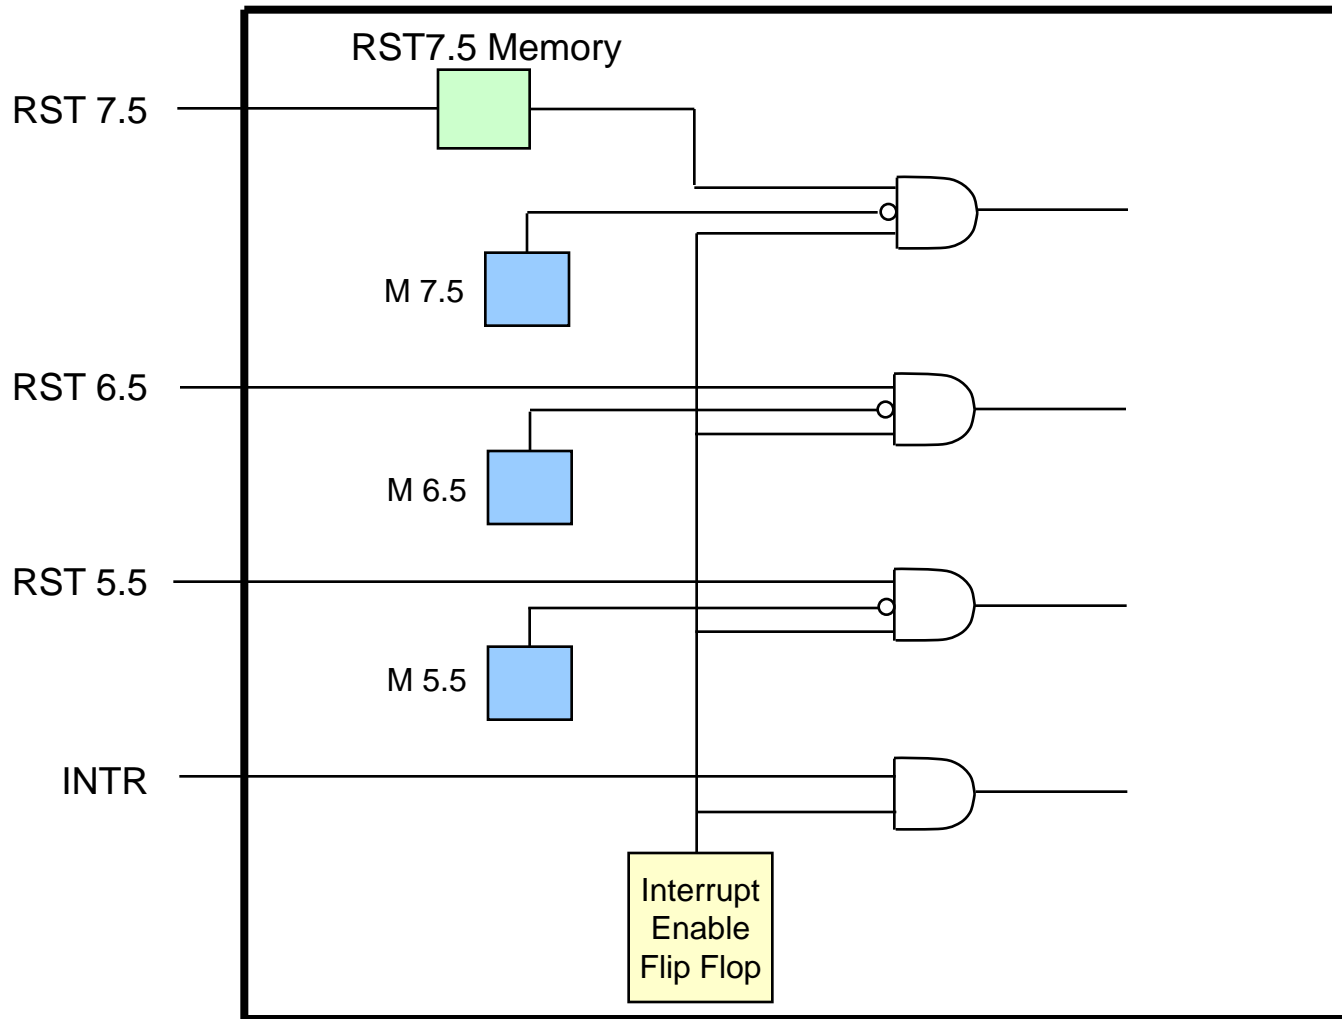 RST7.5 Memory
RST 7.5
M 7.5
RST 6.5
M 6.5
RST 5.5
M 5.5
INTR
Interrupt
Enable
Flip Flop